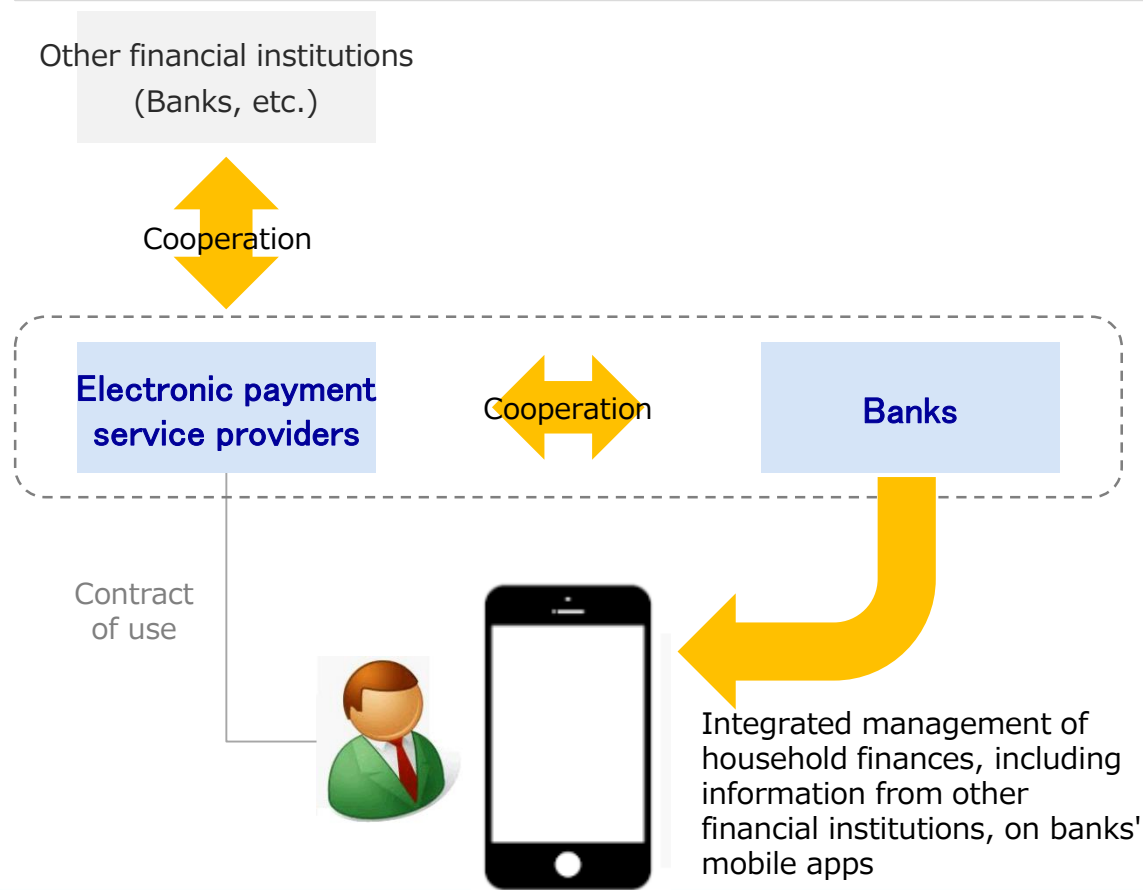 Other financial institutions
(Banks, etc.)
Cooperation
Electronic payment
service providers
Cooperation
Banks
Contract
of use
Integrated management of
household finances, including
information from other
financial institutions, on banks'
mobile apps